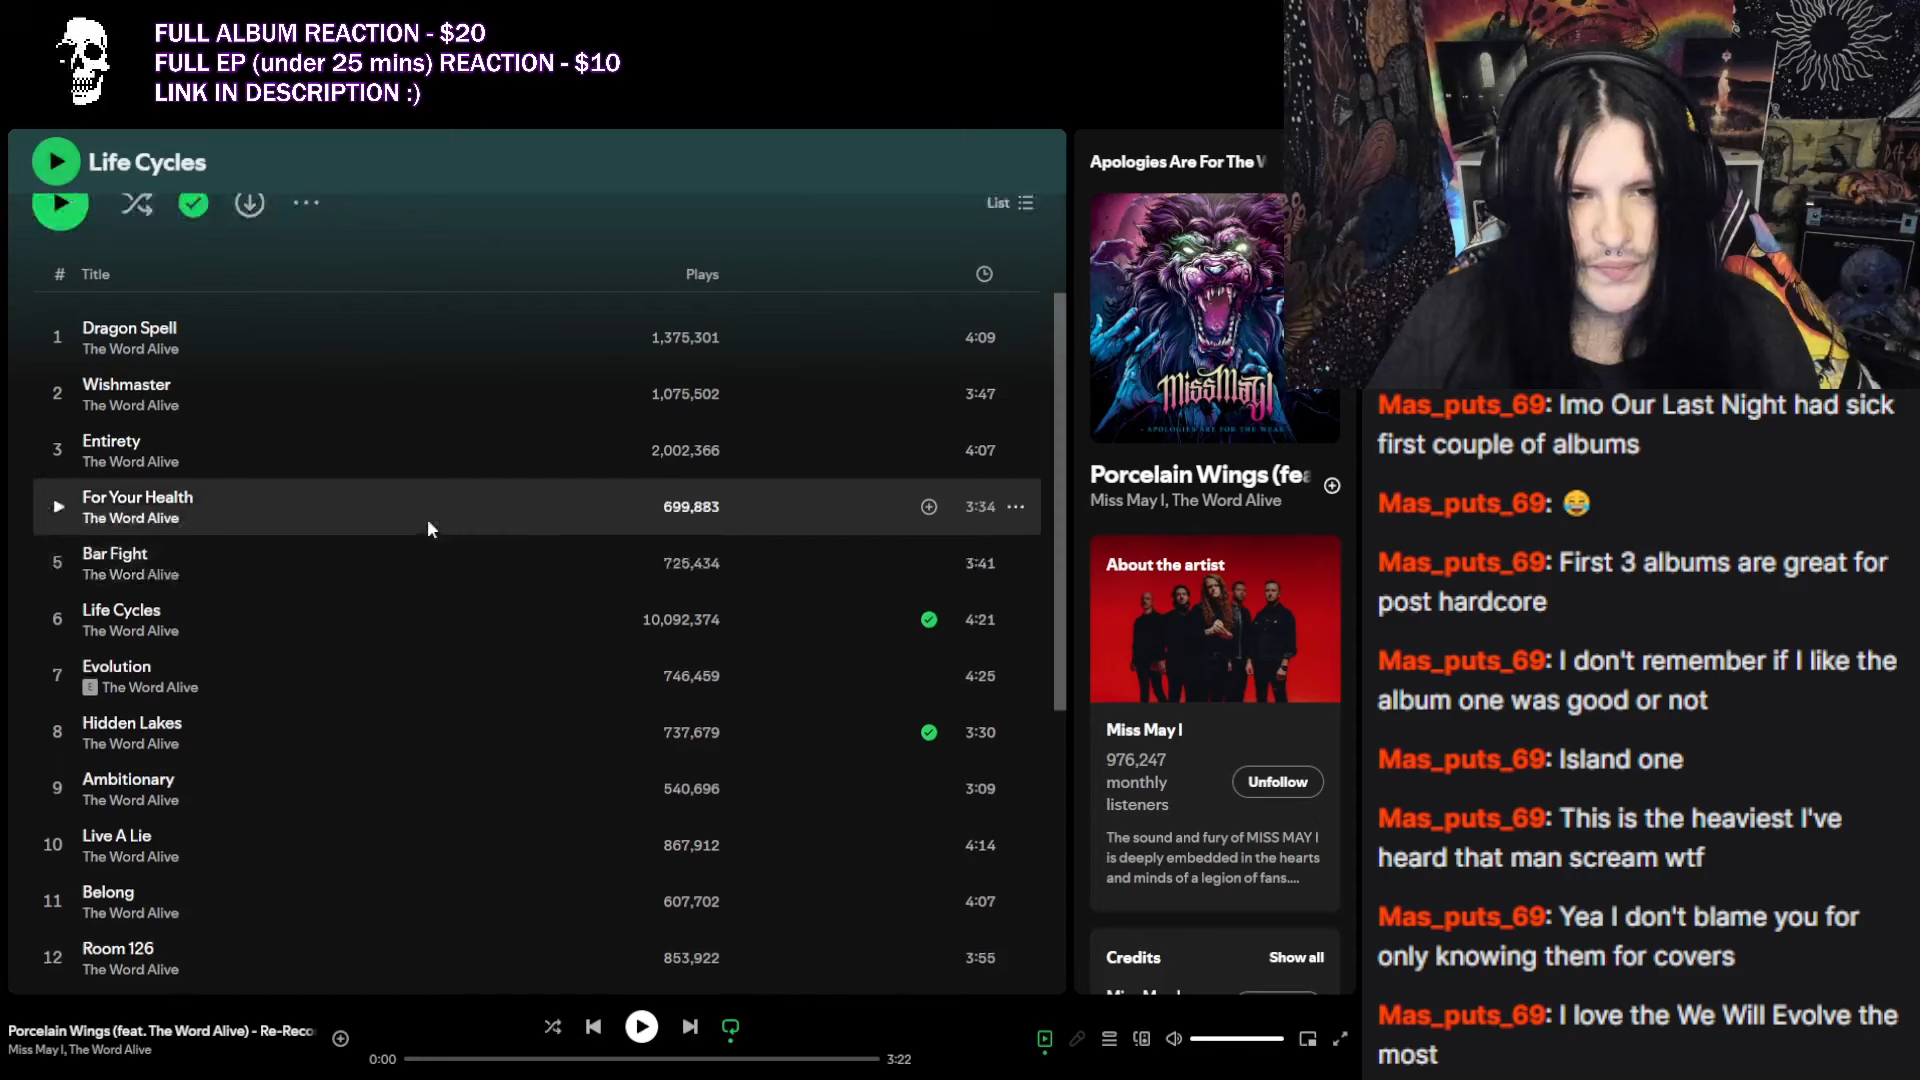 FULL ALBUM REACTION - $20
FULL EP (under 25 mins) REACTION - $10
LINK IN DESCRIPTION :)
Life Cycles
List
# Title Plays
1 Dragon Spell 1,375,301 4:09
The Word Alive
2 Wishmaster 1,075,502 3:47
The Word Alive
3 Entirety 2,002,366 4:07
The Word Alive
For Your Health 699,883 3:34
The Word Alive
5 Bar Fight 725,434 3:41
The Word Alive
6 Life Cycles 10,092,374 4:21
The Word Alive
7 Evolution 746,459 4:25
E The Word Alive
8 Hidden Lakes 737,679 3:30
The Word Alive
9 Ambitionary 540,696 3:09
The Word Alive
10 Live A Lie 867,912 4:14
The Word Alive
11 Belong 607,702 4:07
The Word Alive
12 Room 126 853,922 3:55
The Word Alive
Apologies Are For The
MISS MAY I
- APOLOGIES ARE FOR THE WEAK -
Porcelain Wings (fea
Miss May I, The Word Alive
About the artist
Miss May I
976,247
monthly
listeners
Unfollow
The sound and fury of MISS MAY I
is deeply embedded in the hearts
and minds of a legion of fans....
Credits Show all
Mas_puts_69: Imo Our Last Night had sick
first couple of albums
Mas_puts_69: 😂
Mas_puts_69: First 3 albums are great for
post hardcore
Mas_puts_69: I don't remember if I like the
album one was good or not
Mas_puts_69: Island one
Mas_puts_69: This is the heaviest I've
heard that man scream wtf
Mas_puts_69: Yea I don't blame you for
only knowing them for covers
Mas_puts_69: I love the We Will Evolve the
most
Porcelain Wings (feat. The Word Alive) - Re-Reco
Miss May I, The Word Alive
0:00 3:22